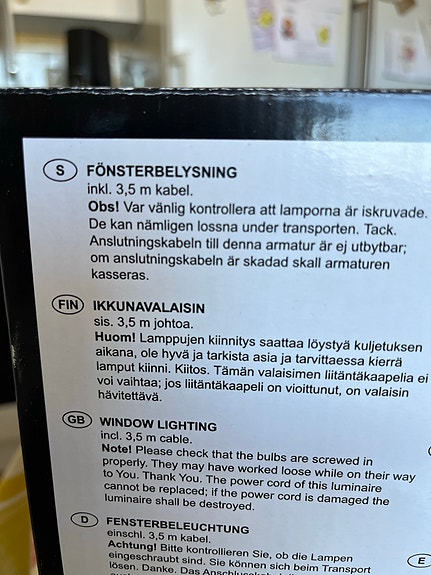 S FÖNSTERBELYSNING
inkl. 3,5 m kabel.
Obs! Var vänlig kontrollera att lamporna är iskruvade.
De kan nämligen lossna under transporten. Tack.
Anslutningskabeln till denna armatur är ej utbytbar;
om anslutningskabeln är skadad skall armaturen
kasseras.
FIN IKKUNAVALAISIN
sis. 3,5 m johtoa.
Huom! Lamppujen kiinnitys saattaa löystyä kuljetuksen
aikana, ole hyvä ja tarkista asia ja tarvittaessa kierrä
lamput kiinni. Kiitos. Tämän valaisimen liitäntäkaapelia ei
voi vaihtaa; jos liitäntäkaapeli on vioittunut, on valaisin
hävitettävä.
GB WINDOW LIGHTING
incl. 3,5 m cable.
Note! Please check that the bulbs are screwed in
properly. They may have worked loose while on their way
to You. Thank You. The power cord of this luminaire
cannot be replaced; if the power cord is damaged the
luminaire shall be destroyed.
D FENSTERBELEUCHTUNG
einschl. 3,5 m kabel.
Achtung! Bitte kontrollieren Sie, ob die Lampen
eingeschraubt sind. Sie können sich beim Transport
lösen. Danke. Das
E